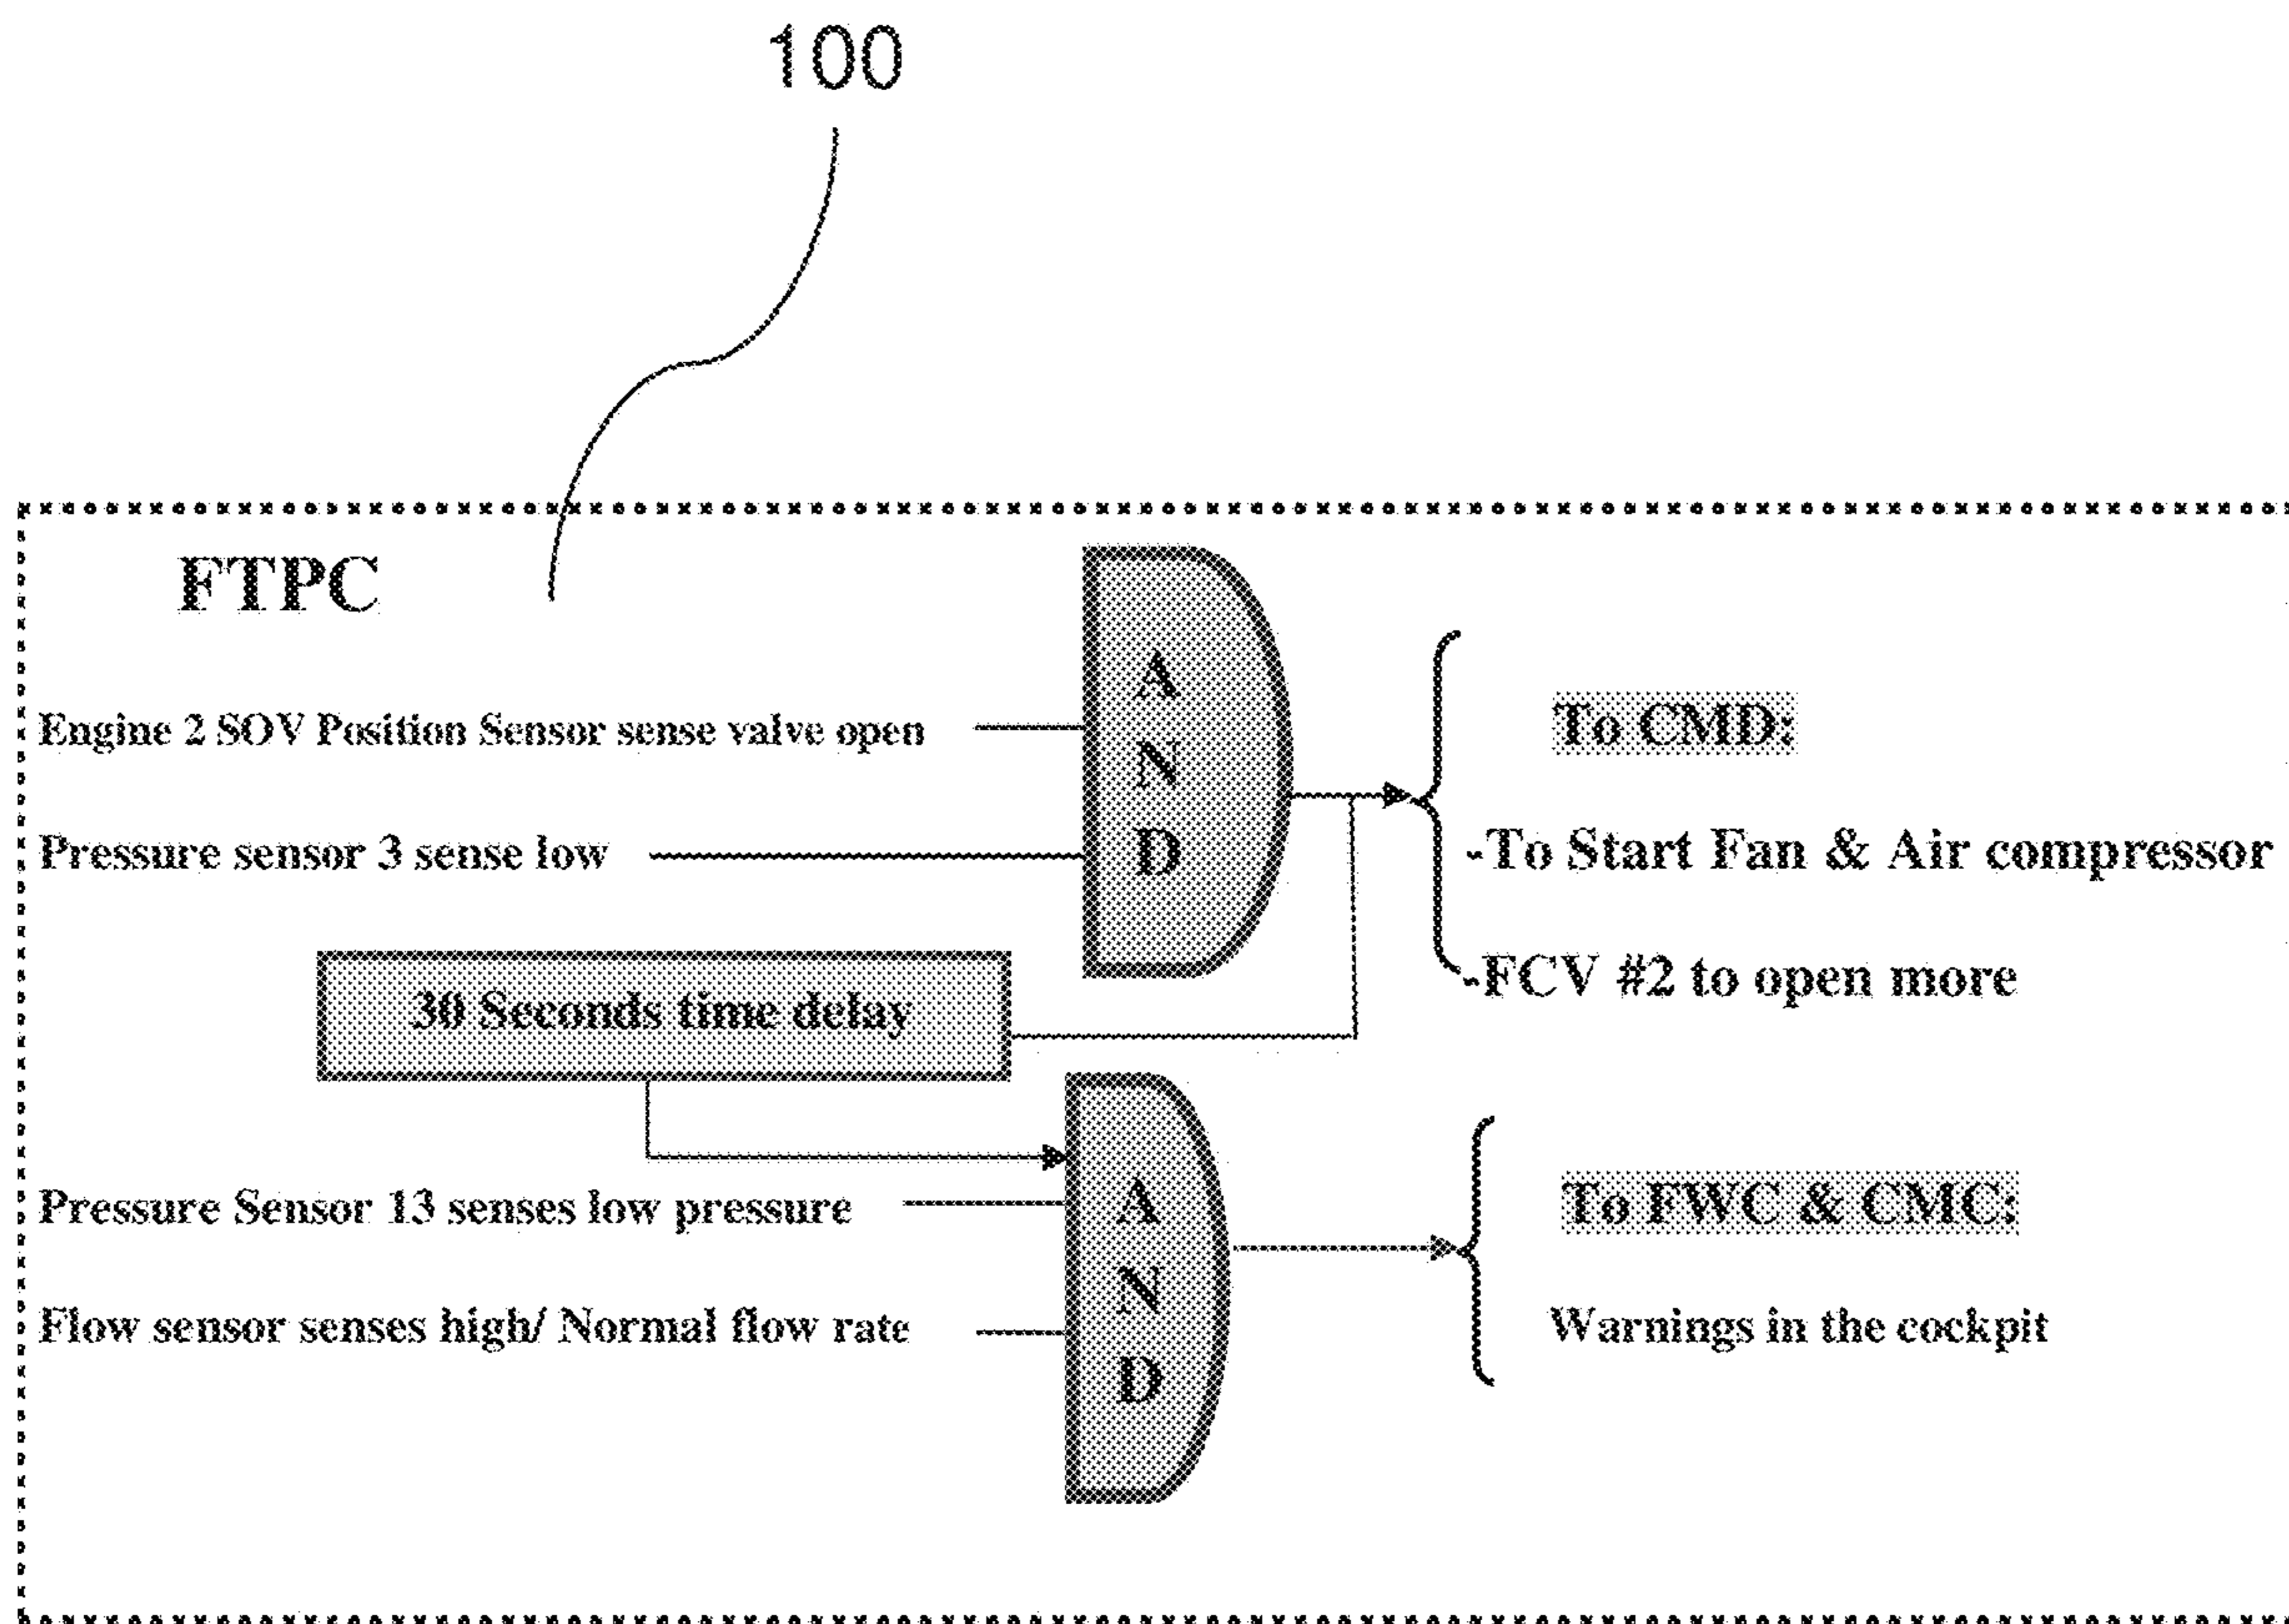 100
FTPC
Engine 2 SOV Position Sensor sense valve open
Pressure sensor 3 sense low
A
N
D
To CMD:
-To Start Fan & Air compressor
-FCV #2 to open more
30 Seconds time delay
Pressure Sensor 13 senses low pressure
Flow sensor senses high/ Normal flow rate
A
N
D
To FWC & CMC:
Warnings in the cockpit